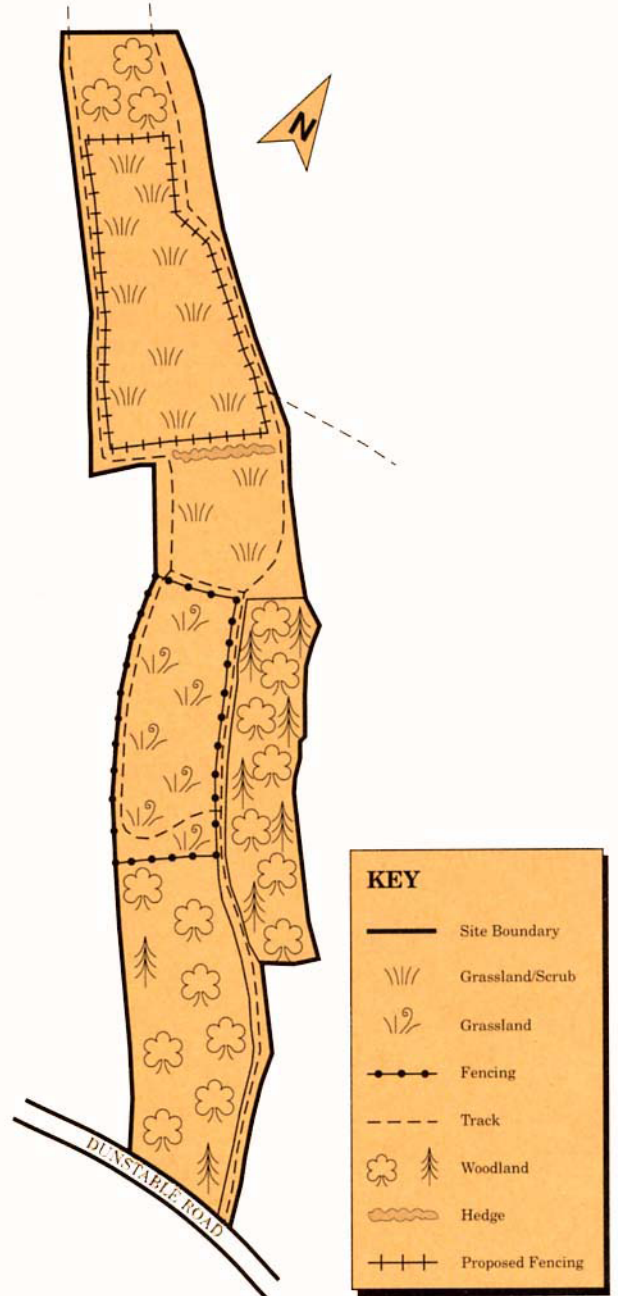 N
DUNSTABLE ROAD
KEY
Site Boundary
Grassland/Scrub
Grassland
Fencing
Track
Woodland
Hedge
Proposed Fencing